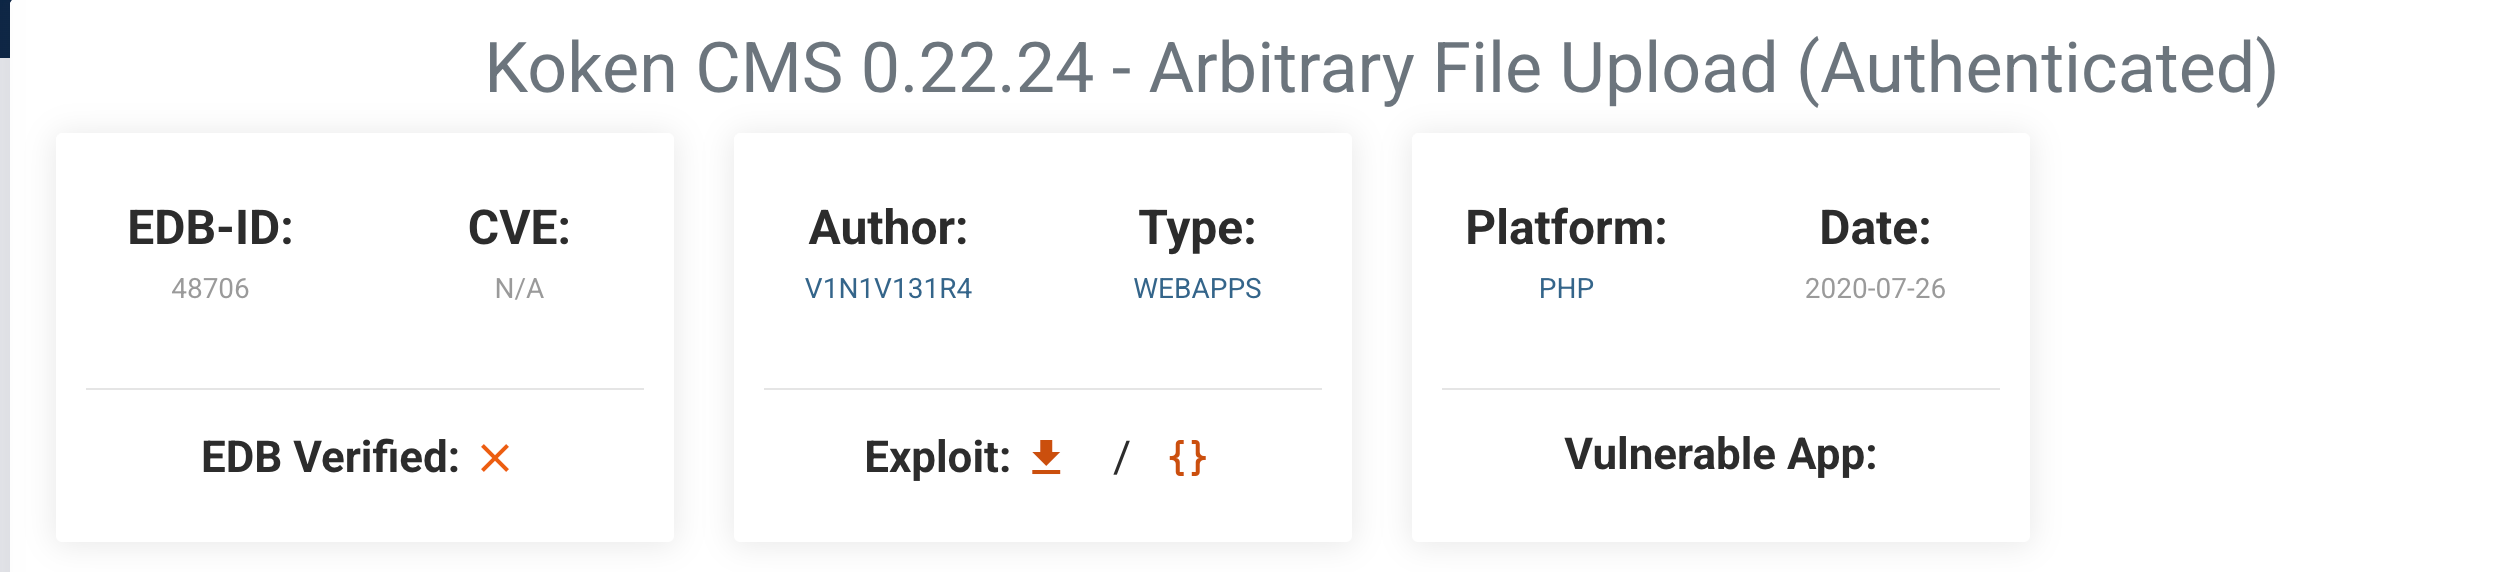 Koken CMS 0.22.24 - Arbitrary File Upload (Authenticated)
EDB-ID:
48706
CVE:
N/A
EDB Verified:
Author:
V1N1V131R4
Type:
WEBAPPS
Exploit: / {}
Platform:
PHP
Date:
2020-07-26
Vulnerable App: